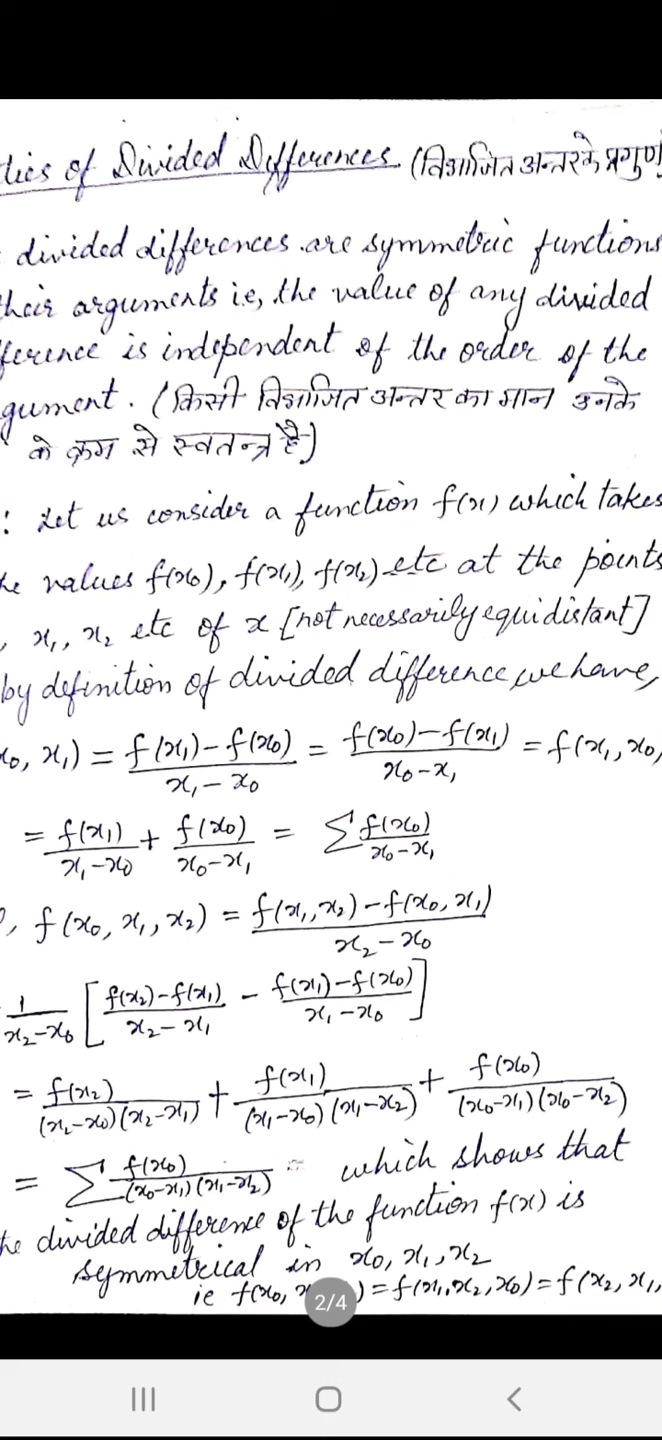 ties of Divided Differences. (विभाजित अन्तर के प्रगुण)
divided differences are symmetric functions
their arguments i.e, the value of any divided
ference is independent of the order of the
gument. (किसी विभाजित अन्तर का मान उनके
के क्रम से स्वतन्त्र है)
: Let us consider a function f(x) which takes
he values f(x₀), f(x₁), f(x₂) etc at the points
, x₁, x₂ etc of x [not necessarily equidistant]
by definition of divided difference, we have,
x₀, x₁) = f(x₁)-f(x₀)/x₁-x₀ = f(x₀)-f(x₁)/x₀-x₁ = f(x₁, x₀,
= f(x₁)/x₁-x₀ + f(x₀)/x₀-x₁ = Σ f(x₀)/x₀-x₁
, f(x₀, x₁, x₂) = f(x₁, x₂)-f(x₀, x₁)/x₂-x₀
1/x₂-x₀ [f(x₂)-f(x₁)/x₂-x₁ - f(x₁)-f(x₀)/x₁-x₀]
= f(x₂)/(x₂-x₀)(x₂-x₁) + f(x₁)/(x₁-x₀)(x₁-x₂) + f(x₀)/(x₀-x₁)(x₀-x₂)
= Σ f(x₀)/(x₀-x₁)(x₁-x₂) which shows that
the divided difference of the function f(x) is
symmetrical in x₀, x₁, x₂
ie f(x₀, x )=f(x₁, x₂, x₀)=f(x₂, x₁,
2/4